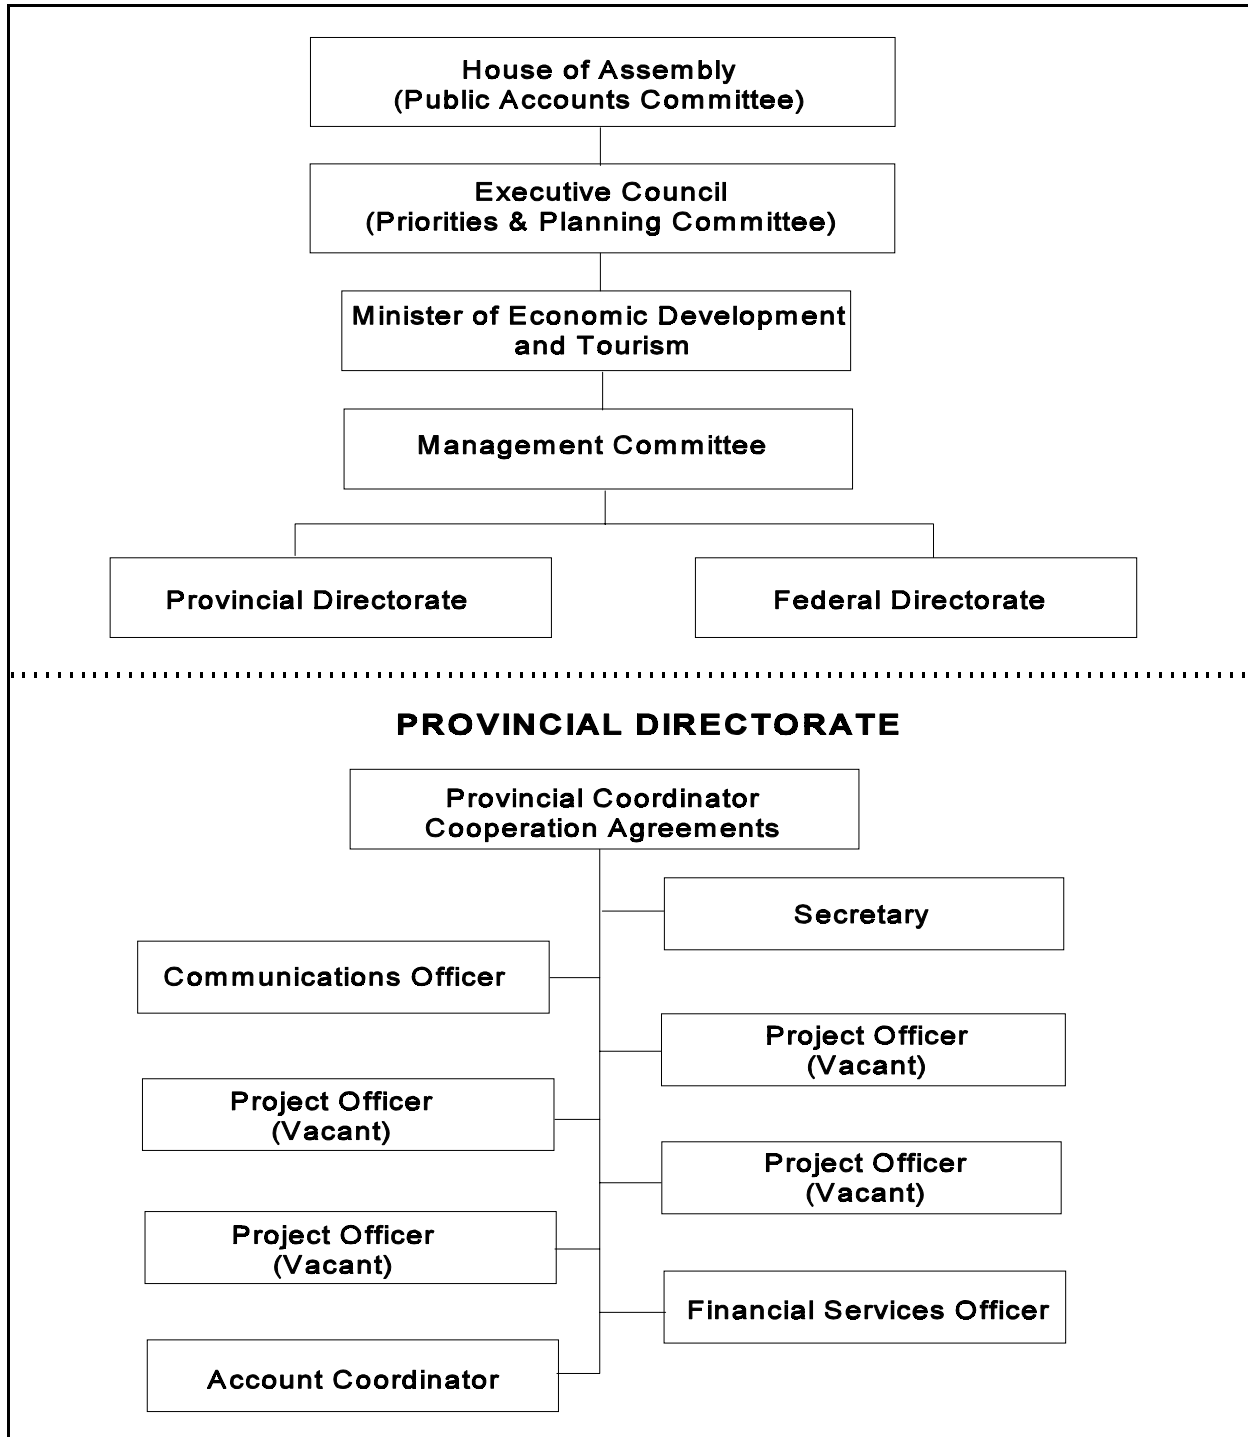 House of Assembly
(Public Accounts Committee)
Executive Council
(Priorities & Planning Committee)
Minister of Economic Development
and Tourism
Management Committee
Provincial Directorate
Federal Directorate
PROVINCIAL DIRECTORATE
Provincial Coordinator
Cooperation Agreements
Secretary
Communications Officer
Project Officer
(Vacant)
Project Officer
(Vacant)
Project Officer
(Vacant)
Project Officer
(Vacant)
Financial Services Officer
Account Coordinator